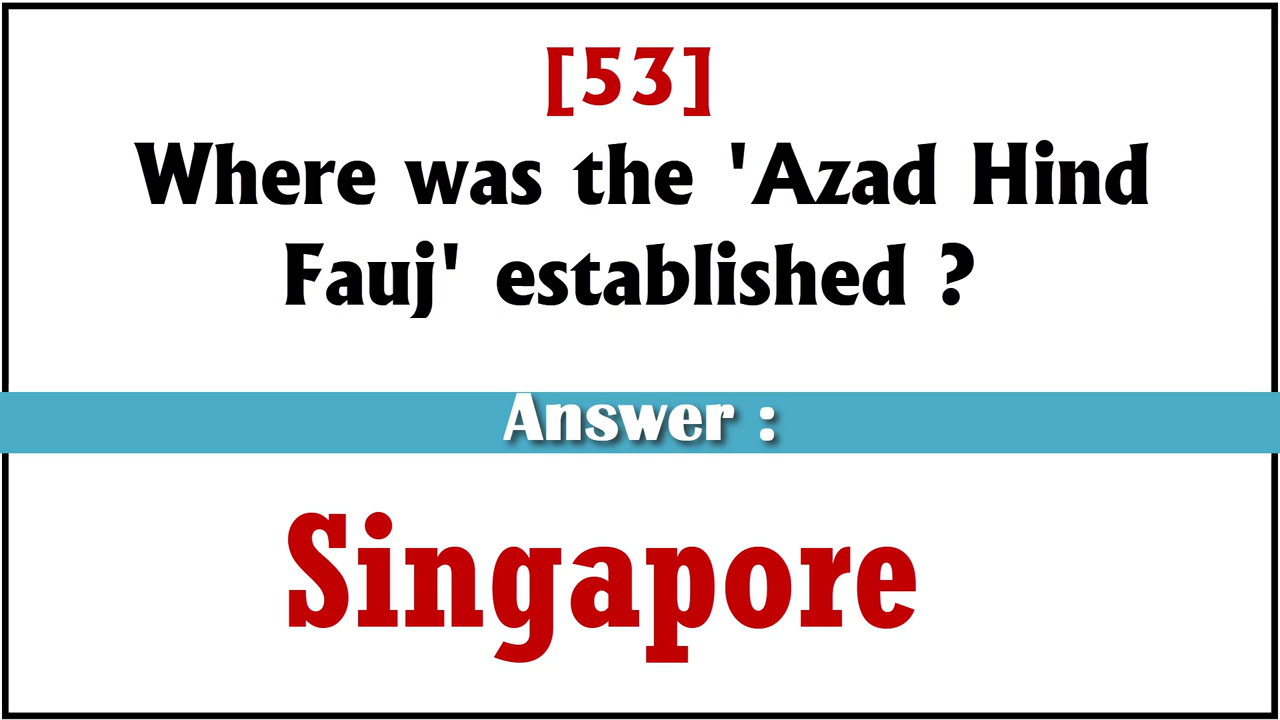 [53]
Where was the 'Azad Hind
Fauj' established ?
Answer :
Singapore